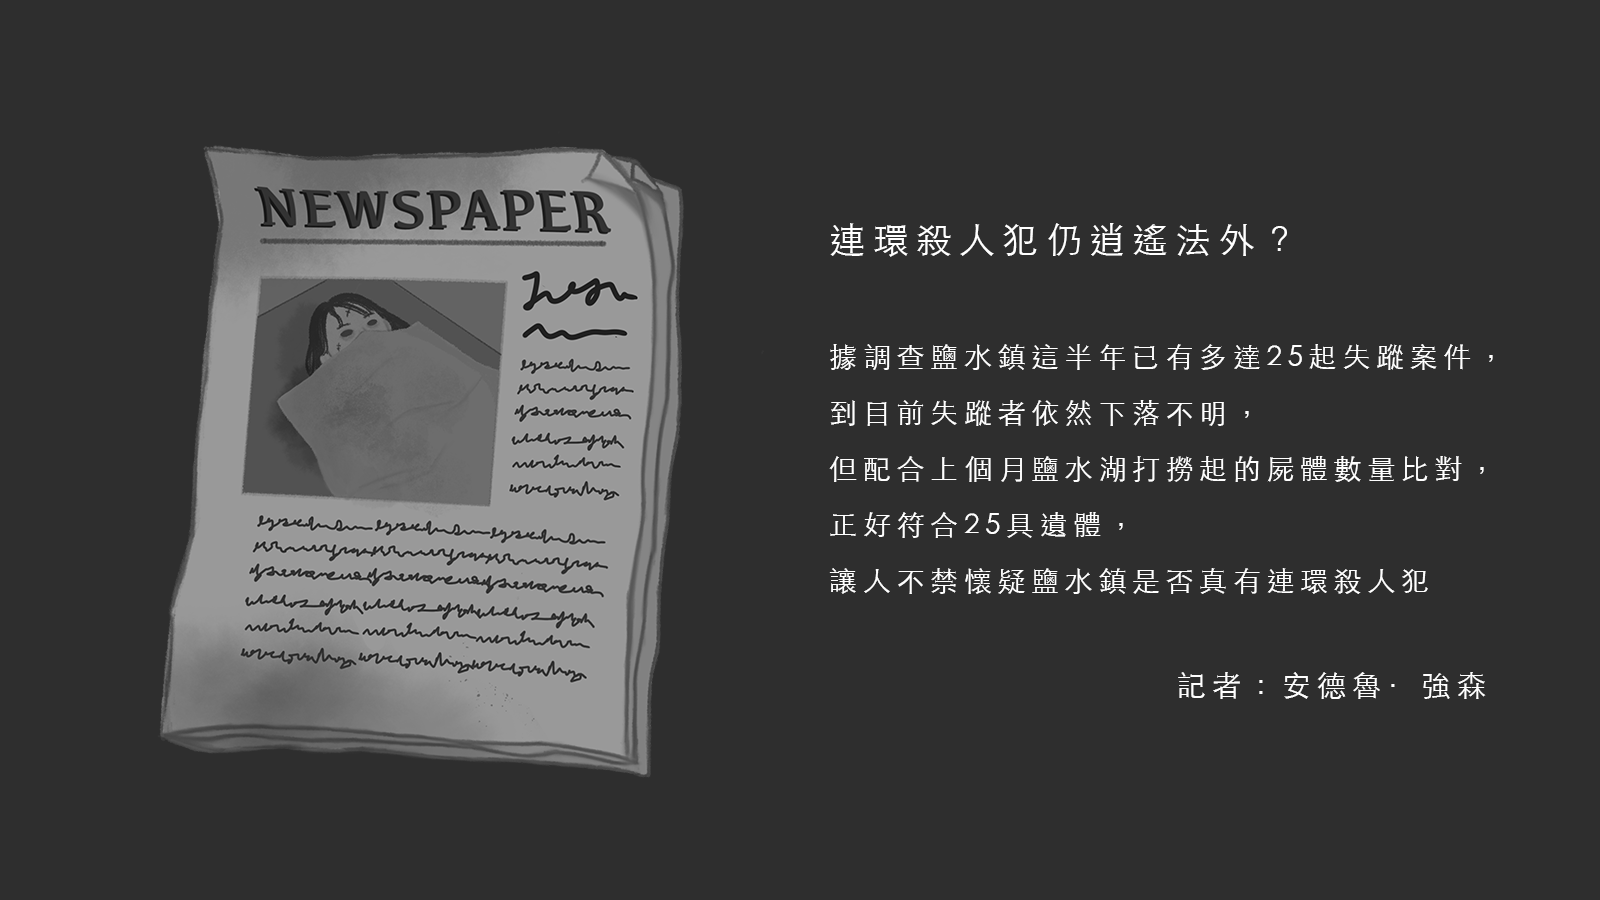 NEWSPAPER
連環殺人犯仍逍遙法外？
據調查鹽水鎮這半年已有多達25起失蹤案件，
到目前失蹤者依然下落不明，
但配合上個月鹽水湖打撈起的屍體數量比對，
正好符合25具遺體，
讓人不禁懷疑鹽水鎮是否真有連環殺人犯
記者：安德魯· 強森